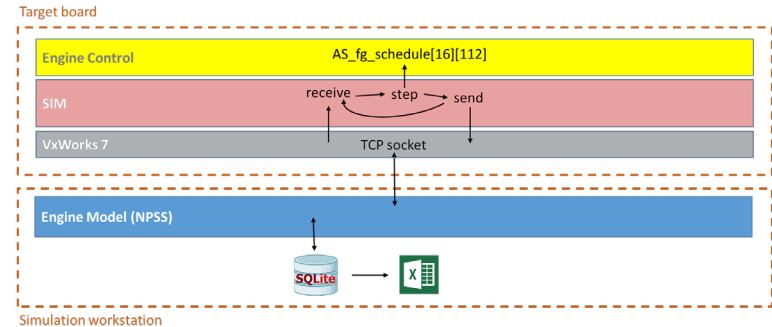 Target board
Engine Control
AS_fg_schedule[16][112]
SIM
receive
step
send
VxWorks 7
TCP socket
Engine Model (NPSS)
SQLite
X
Simulation workstation